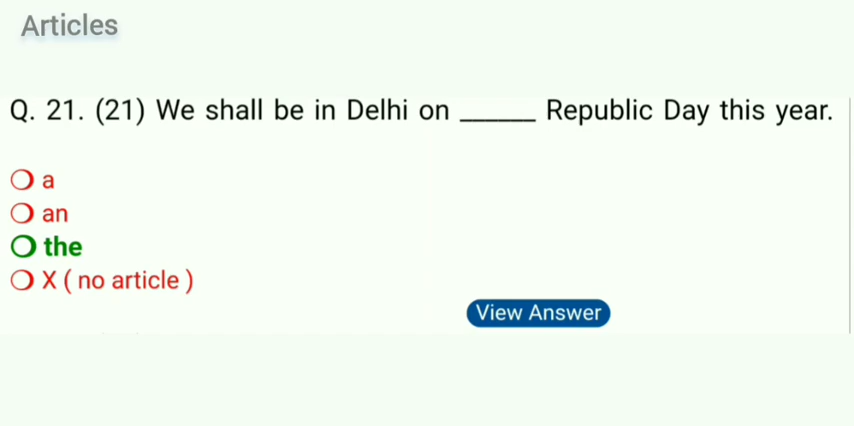 Articles
Q. 21. (21) We shall be in Delhi on ______ Republic Day this year.
a
an
the
X ( no article )
View Answer